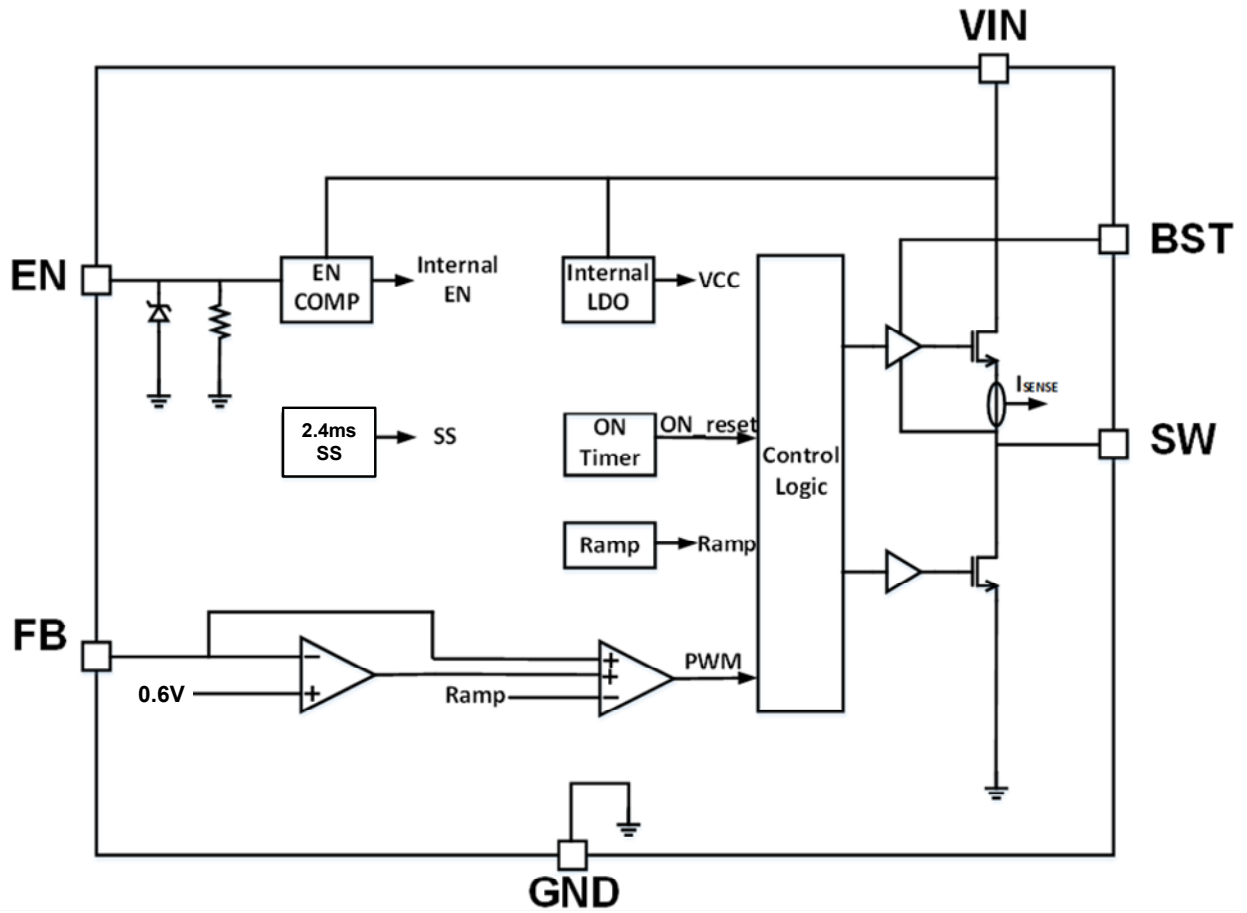 VIN
BST
EN
EN
COMP
Internal
EN
Internal
LDO
VCC
ISENSE
2.4ms
SS
SS
ON
Timer
ON_reset
Control
Logic
SW
Ramp
Ramp
FB
−
+
0.6V
+
+
−
Ramp
PWM
GND